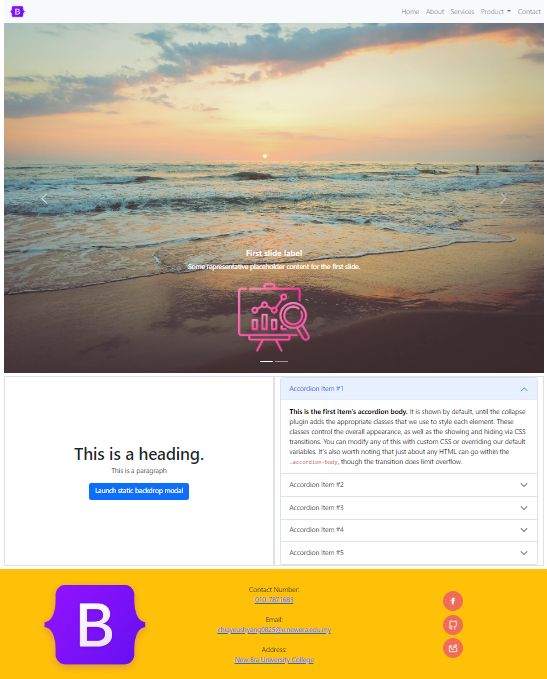 B
Home About Services Product Contact
First slide label
Some representative placeholder content for the first slide.
This is a heading.
This is a paragraph
Launch static backdrop modal
Accordion Item #1
This is the first item's accordion body. It is shown by default, until the collapse
plugin adds the appropriate classes that we use to style each element. These
classes control the overall appearance, as well as the showing and hiding via CSS
transitions. You can modify any of this with custom CSS or overriding our default
variables. It's also worth noting that just about any HTML can go within the
.accordion-body, though the transition does limit overflow.
Accordion Item #2
Accordion Item #3
Accordion Item #4
Accordion Item #5
B
Contact Number:
Email:
Address:
New Era University College